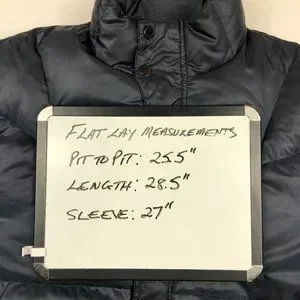 FLAT LAY MEASUREMENTS
PIT TO PIT: 25.5"
LENGTH: 28.5"
SLEEVE: 27"